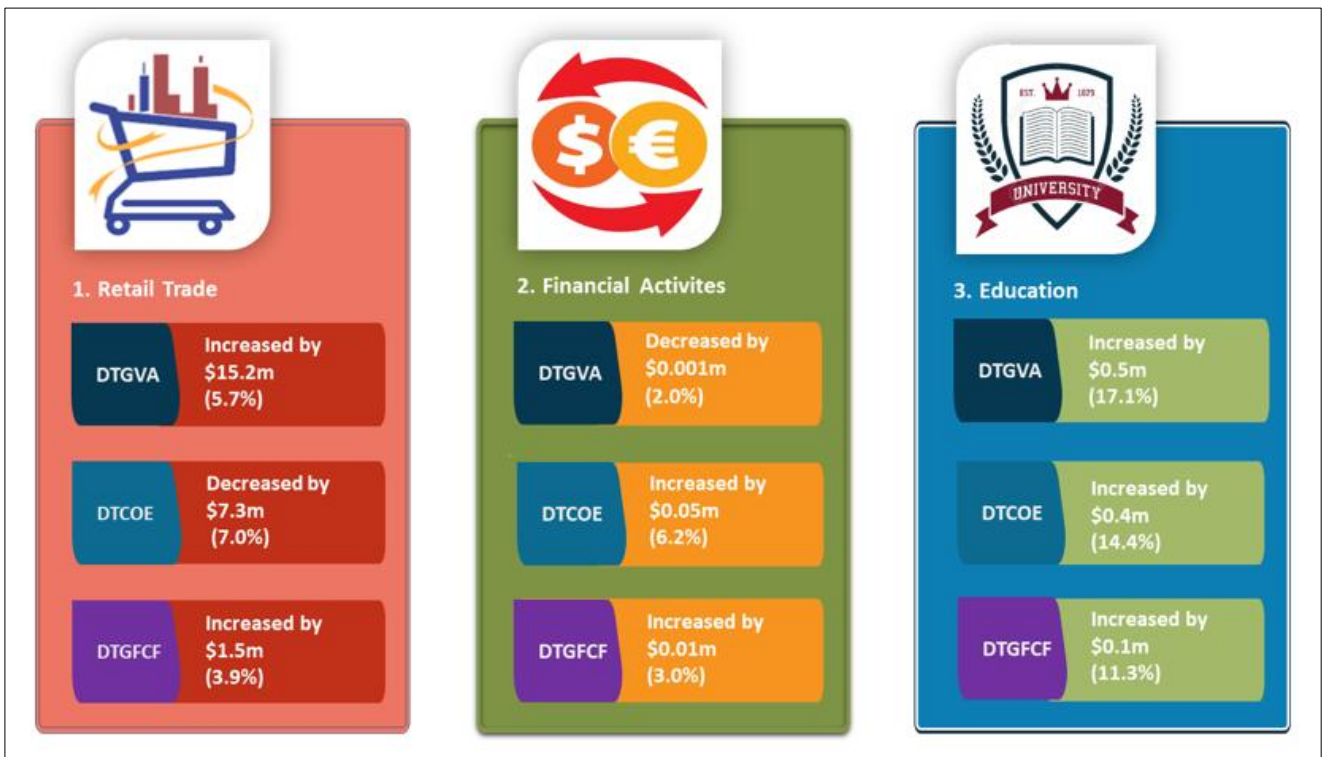 EST. 1879
UNIVERSITY
1. Retail Trade
DTGVA
Increased by
$15.2m
(5.7%)
DTCOE
Decreased by
$7.3m
(7.0%)
DTGFCF
Increased by
$1.5m
(3.9%)
$ €
2. Financial Activites
DTGVA
Decreased by
$0.001m
(2.0%)
DTCOE
Increased by
$0.05m
(6.2%)
DTGFCF
Increased by
$0.01m
(3.0%)
3. Education
DTGVA
Increased by
$0.5m
(17.1%)
DTCOE
Increased by
$0.4m
(14.4%)
DTGFCF
Increased by
$0.1m
(11.3%)